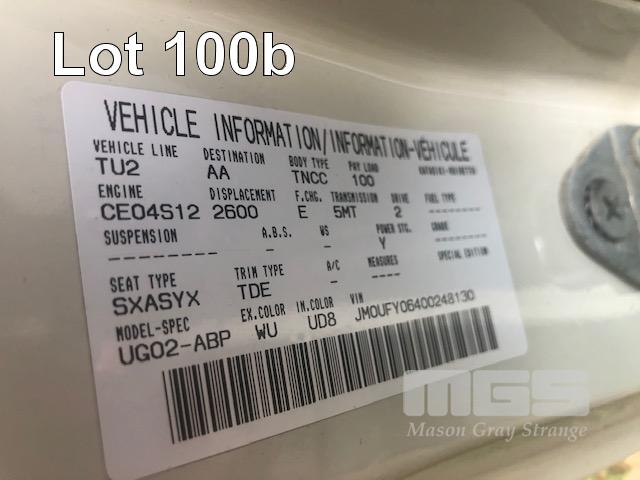 Lot 100b
VEHICLE INFORMATION/INFORMATION-VÉHICULE
VEHICLE LINE DESTINATION BODY TYPE PAY LOAD
TU2 AA TNCC 100
ENGINE DISPLACEMENT F.CHG. TRANSMISSION DRIVE FUEL TYPE
CE04S12 2600 E 5MT 2 ------
SUSPENSION A.B.S. WS POWER STG. GRADE
-------- - - Y ------
SEAT TYPE TRIM TYPE A/C MEASURES SPECIAL EDITION
SXASYX TDE - ----
MODEL-SPEC EX.COLOR IN.COLOR VIN
UG02-ABP WU UD8 JM0UFY06400248130
MGS
Mason Gray Strange